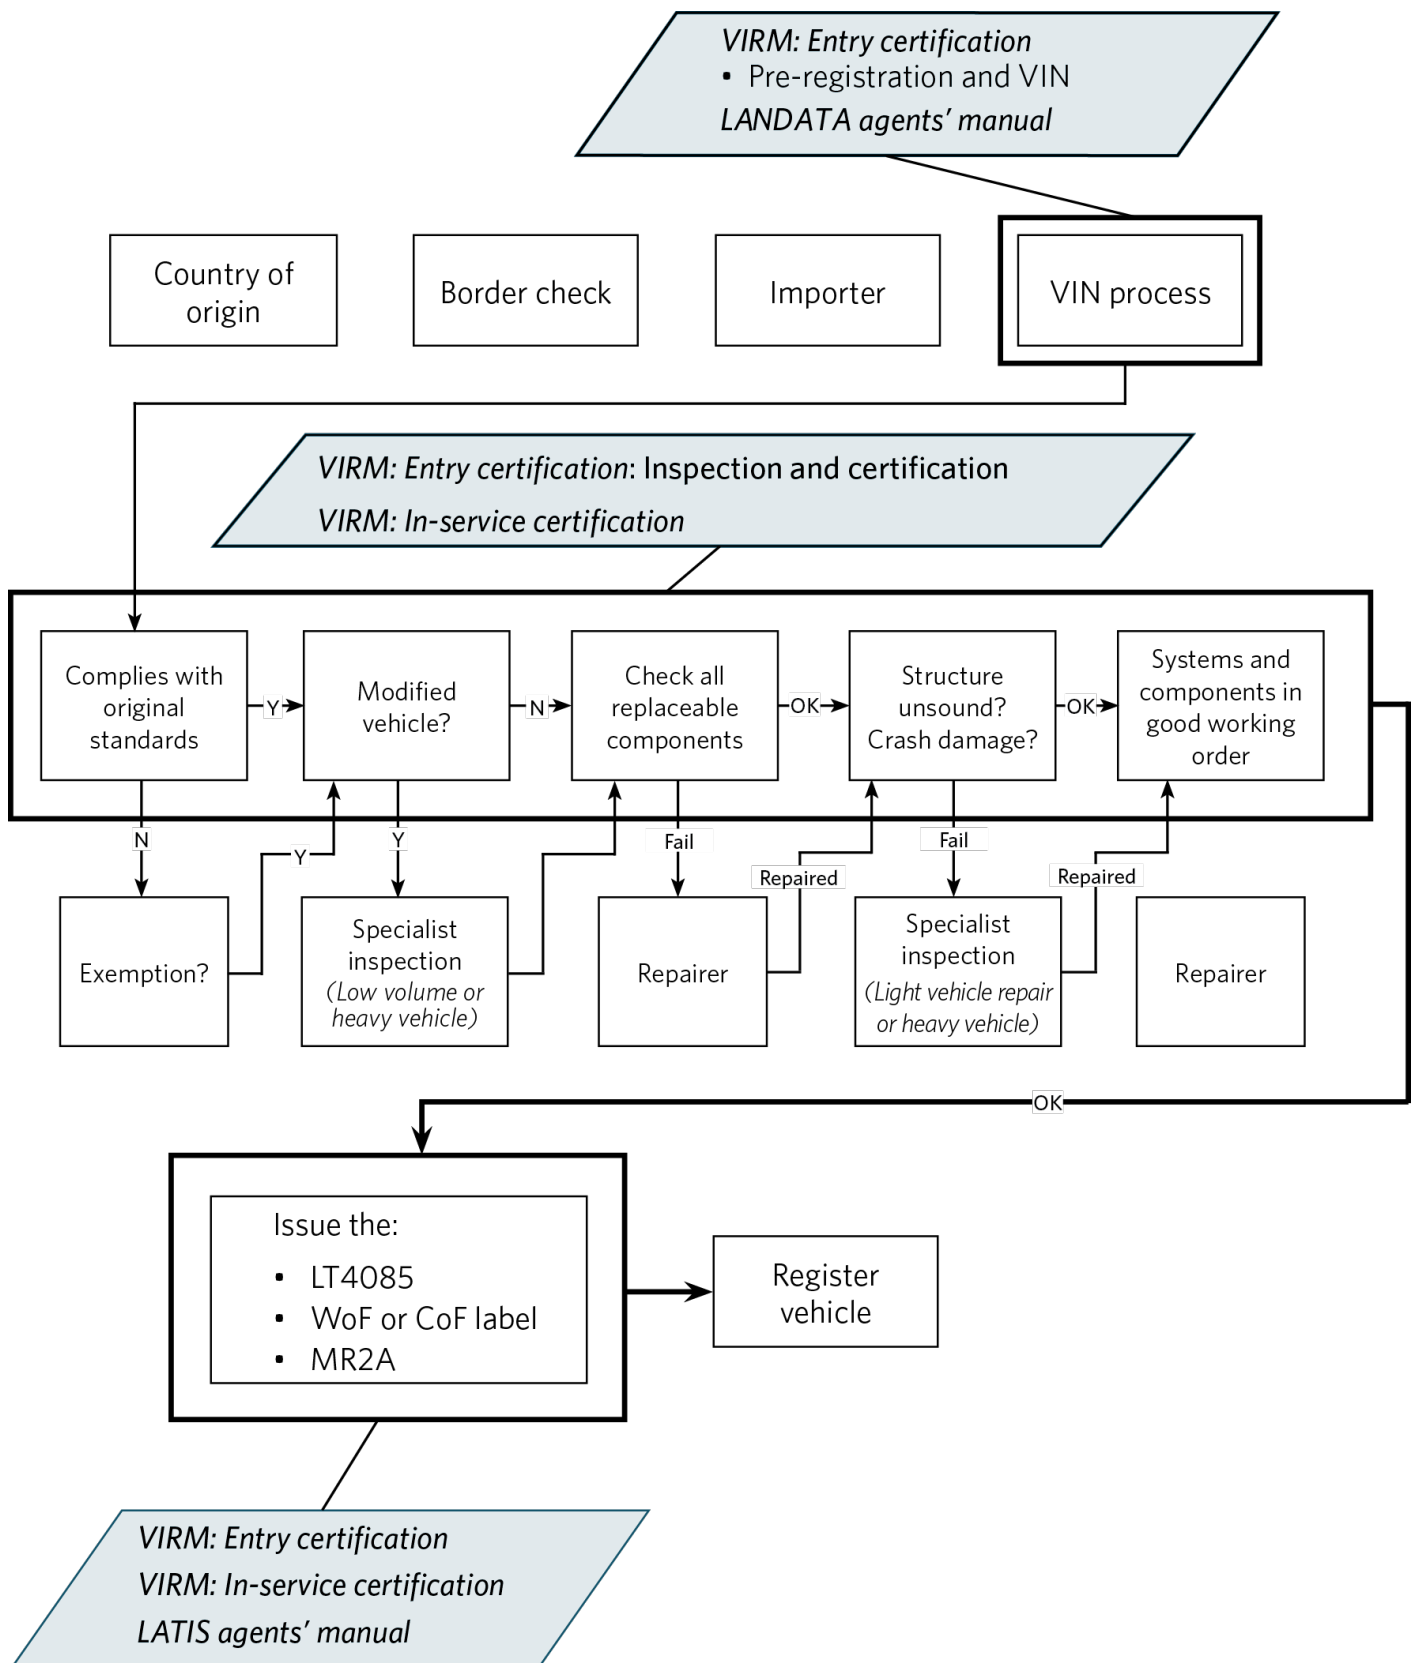 VIRM: Entry certification
• Pre-registration and VIN
LANDATA agents’ manual
Country of
origin
Border check
Importer
VIN process
VIRM: Entry certification: Inspection and certification
VIRM: In-service certification
Complies with
original
standards
Y
Modified
vehicle?
N
Check all
replaceable
components
OK
Structure
unsound?
Crash damage?
OK
Systems and
components in
good working
order
N
Y
Y
Fail
Repaired
Fail
Repaired
Exemption?
Specialist
inspection
(Low volume or
heavy vehicle)
Repairer
Specialist
inspection
(Light vehicle repair
or heavy vehicle)
Repairer
OK
Issue the:
• LT4085
• WoF or CoF label
• MR2A
Register
vehicle
VIRM: Entry certification
VIRM: In-service certification
LATIS agents’ manual